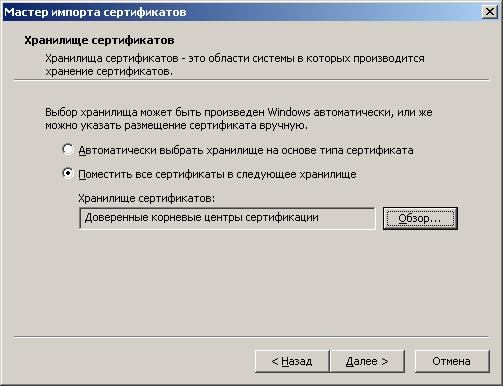 Мастер импорта сертификатов
Хранилище сертификатов
Хранилища сертификатов - это области системы в которых производится
хранение сертификатов.
Выбор хранилища может быть произведен Windows автоматически, или же
можно указать размещение сертификата вручную.
Автоматически выбрать хранилище на основе типа сертификата
Поместить все сертификаты в следующее хранилище
Хранилище сертификатов:
Доверенные корневые центры сертификации
Обзор...
< Назад
Далее >
Отмена